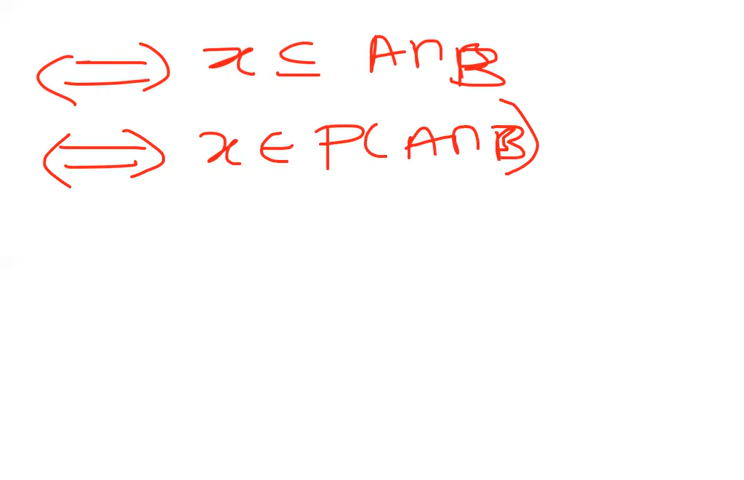 ⟺ x ⊆ A∩B
⟺ x ∈ P(A∩B)